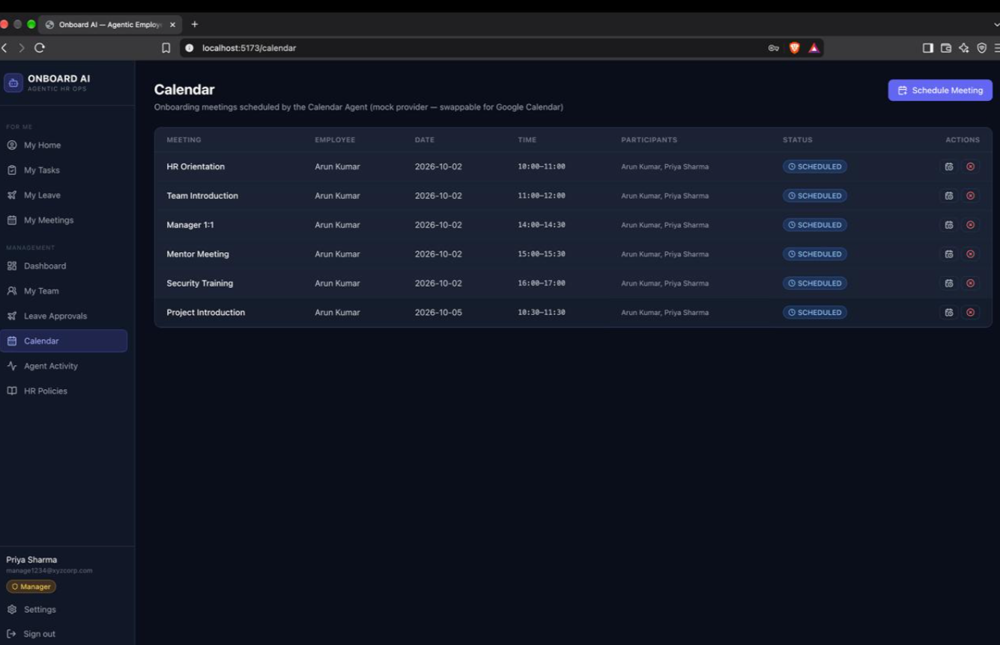 Onboard AI — Agentic Employ
localhost:5173/calendar
ONBOARD AI
AGENTIC HR OPS
FOR ME
My Home
My Tasks
My Leave
My Meetings
MANAGEMENT
Dashboard
My Team
Leave Approvals
Calendar
Agent Activity
HR Policies
Priya Sharma
manage1234@xyzcorp.com
Manager
Settings
Sign out
Calendar
Onboarding meetings scheduled by the Calendar Agent (mock provider — swappable for Google Calendar)
Schedule Meeting
MEETING EMPLOYEE DATE TIME PARTICIPANTS STATUS ACTIONS
HR Orientation Arun Kumar 2026-10-02 10:00–11:00 Arun Kumar, Priya Sharma SCHEDULED
Team Introduction Arun Kumar 2026-10-02 11:00–12:00 Arun Kumar, Priya Sharma SCHEDULED
Manager 1:1 Arun Kumar 2026-10-02 14:00–14:30 Arun Kumar, Priya Sharma SCHEDULED
Mentor Meeting Arun Kumar 2026-10-02 15:00–15:30 Arun Kumar, Priya Sharma SCHEDULED
Security Training Arun Kumar 2026-10-02 16:00–17:00 Arun Kumar, Priya Sharma SCHEDULED
Project Introduction Arun Kumar 2026-10-05 10:30–11:30 Arun Kumar, Priya Sharma SCHEDULED